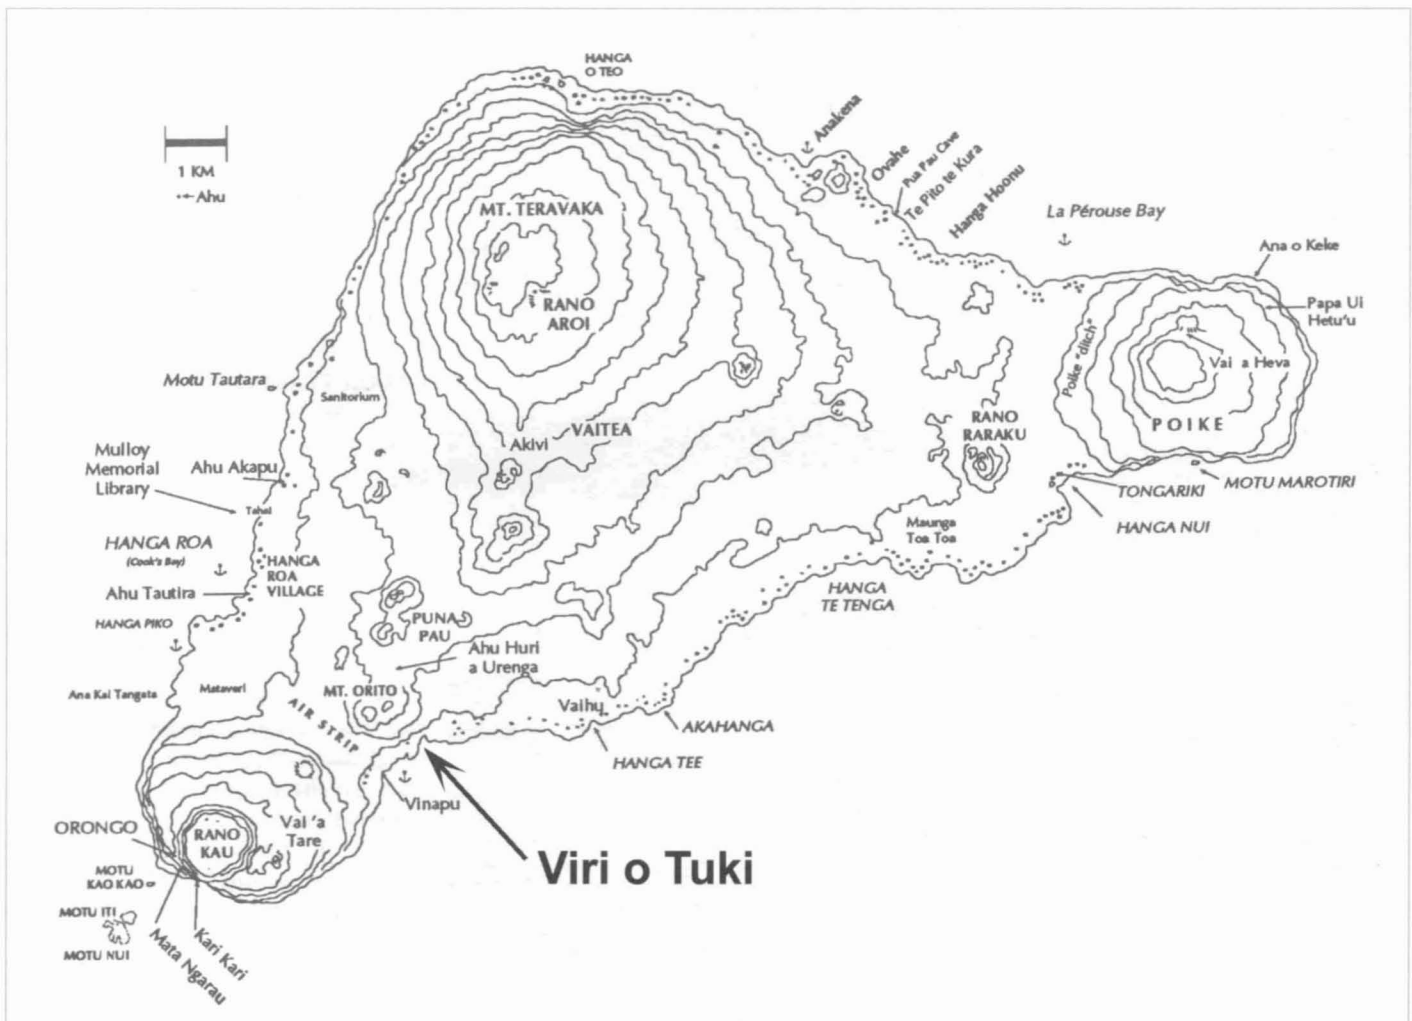 HANGA
O TEO
Anakena
Ovahe
Pua Pau Cave
Te Pito te Kura
Hanga Hoonu
La Pérouse Bay
1 KM
Ahu
MT. TERAVAKA
RANO
AROI
Ana o Keke
Papa Ui
Hetu'u
Poike "ditch"
Vai a Heva
POIKE
Motu Tautara
Sanitorium
Akivi
VAITEA
RANO
RARAKU
Mulloy
Memorial
Library
Ahu Akapu
Tahai
TONGARIKI
MOTU MAROTIRI
HANGA NUI
Maunga
Toa Toa
HANGA ROA
(Cook's Bay)
HANGA
ROA
VILLAGE
Ahu Tautira
HANGA PIKO
HANGA
TE TENGA
PUNA
PAU
Ahu Huri
a Urenga
Ana Kai Tangata
Mataveri
MT. ORITO
AIR STRIP
Vaihu
AKAHANGA
HANGA TEE
Vinapu
Viri o Tuki
ORONGO
RANO
KAU
Vai 'a
Tare
MOTU
KAO KAO
MOTU ITI
MOTU NUI
Mata Ngarau
Kari Kari